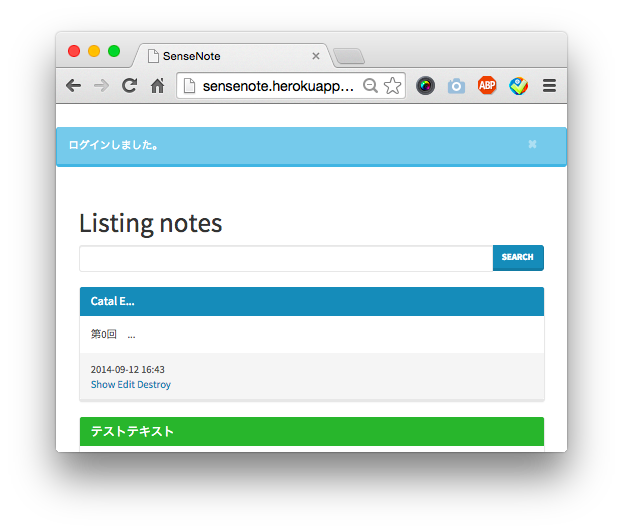 SenseNote
sensenote.herokuapp...
ABP
ログインしました。
Listing notes
SEARCH
Catal E...
第0回　...
2014-09-12 16:43
Show Edit Destroy
テストテキスト